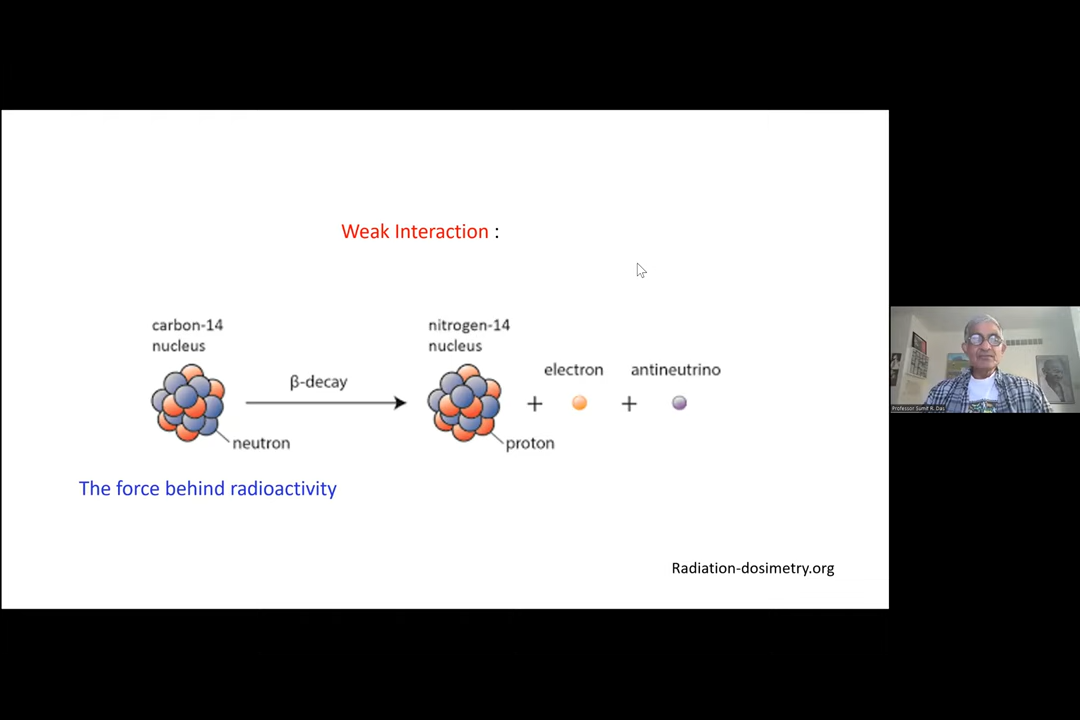 Weak Interaction :
carbon-14
nucleus
β-decay
nitrogen-14
nucleus
electron
antineutrino
+
+
neutron
proton
The force behind radioactivity
Radiation-dosimetry.org
Professor Sumit R. Das